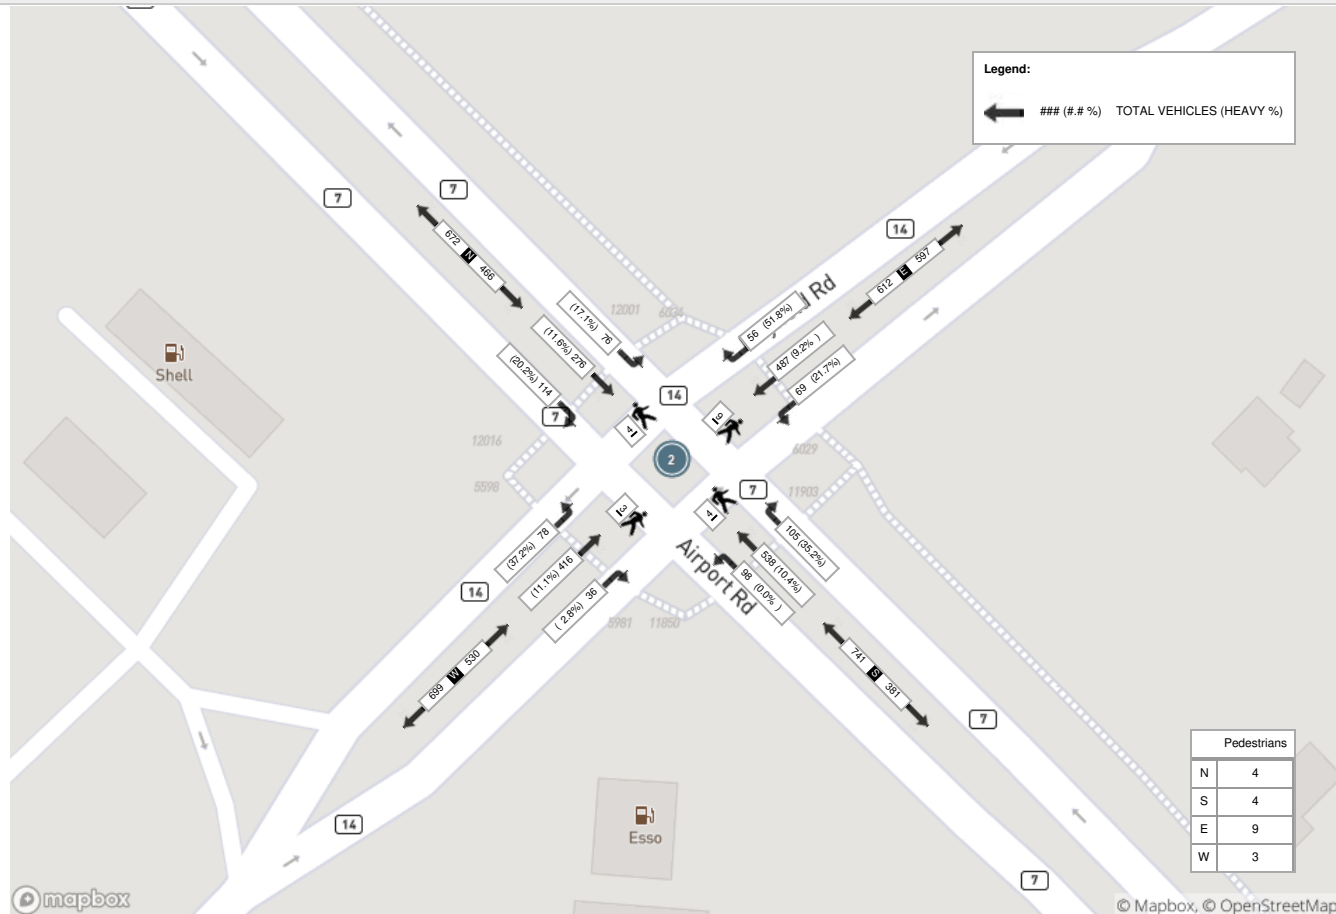 Legend:
### (#.# %) TOTAL VEHICLES (HEAVY %)
7
7
14
672 N 466
612 E 597
Rd
12001
6034
(17.1%) 76
(11.6%) 276
(20.2%) 114
56 (51.8%)
487 (9.2% )
69 (21.7%)
Shell
14
7
4
9
2
12016
5598
6029
11903
7
3
4
Airport Rd
(37.2%) 78
(11.1%) 416
( 2.8%) 36
105 (35.2%)
538 (10.4%)
98 (0.0% )
14
5981
11850
699 W 530
741 S 381
7
Pedestrians
N 4
S 4
E 9
W 3
14
Esso
7
mapbox
© Mapbox, © OpenStreetMap